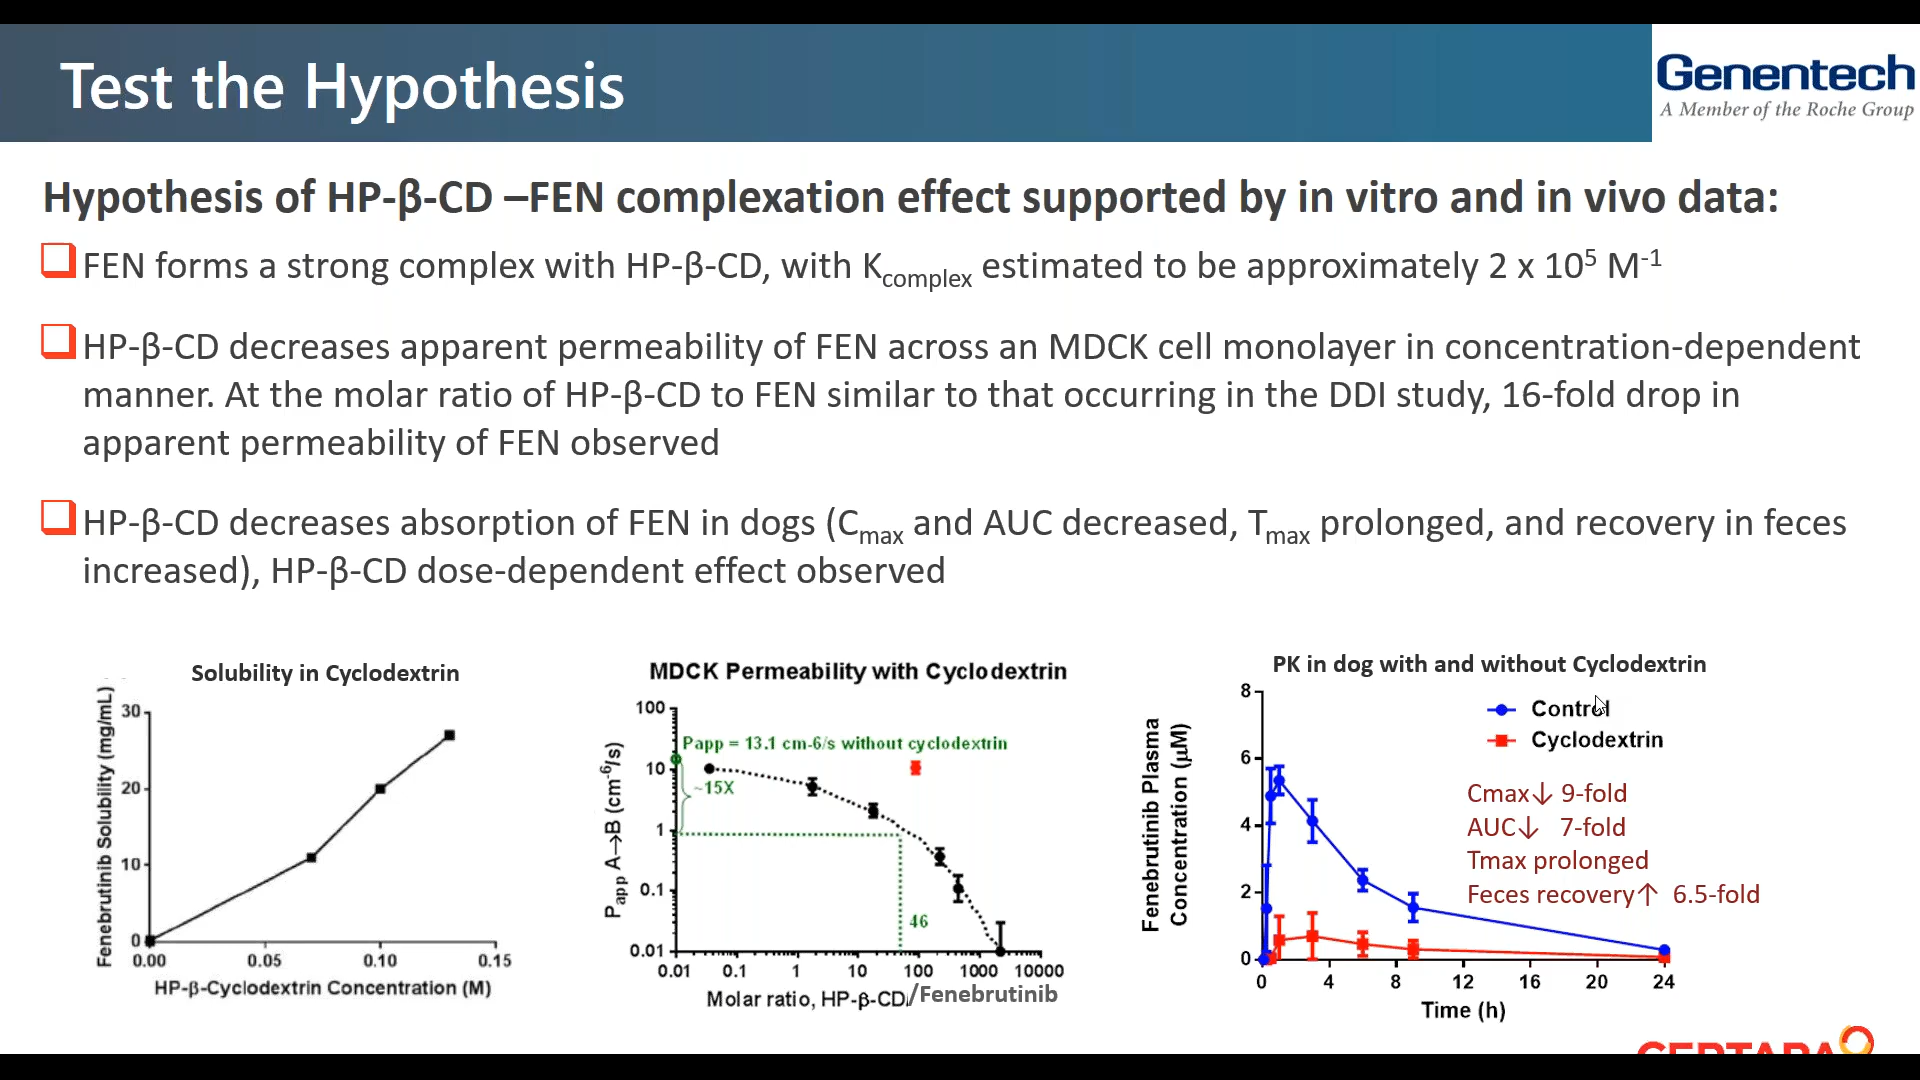 Test the Hypothesis
Genentech
A Member of the Roche Group
Hypothesis of HP-β-CD –FEN complexation effect supported by in vitro and in vivo data:
FEN forms a strong complex with HP-β-CD, with Kcomplex estimated to be approximately 2 x 10⁵ M⁻¹
HP-β-CD decreases apparent permeability of FEN across an MDCK cell monolayer in concentration-dependent
manner. At the molar ratio of HP-β-CD to FEN similar to that occurring in the DDI study, 16-fold drop in
apparent permeability of FEN observed
HP-β-CD decreases absorption of FEN in dogs (Cmax and AUC decreased, Tmax prolonged, and recovery in feces
increased), HP-β-CD dose-dependent effect observed
Solubility in Cyclodextrin
Fenebrutinib Solubility (mg/mL)
30
20
10
0
0.00 0.05 0.10 0.15
HP-β-Cyclodextrin Concentration (M)
MDCK Permeability with Cyclodextrin
Papp A→B (cm⁻⁶/s)
100
10
1
0.1
0.01
Papp = 13.1 cm-6/s without cyclodextrin
~15X
46
0.01 0.1 1 10 100 1000 10000
Molar ratio, HP-β-CD/Fenebrutinib
PK in dog with and without Cyclodextrin
Fenebrutinib Plasma
Concentration (μM)
8
6
4
2
0
Control
Cyclodextrin
Cmax↓ 9-fold
AUC↓ 7-fold
Tmax prolonged
Feces recovery↑ 6.5-fold
0 4 8 12 16 20 24
Time (h)
CERTARA